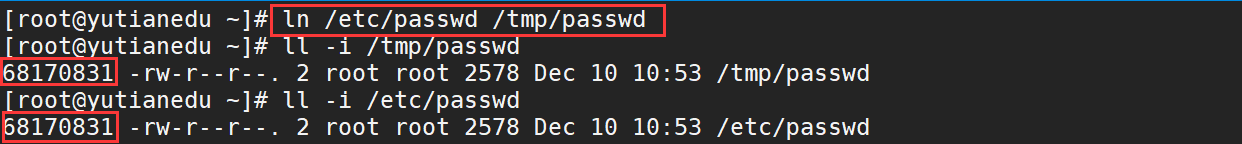 [root@yutianedu ~]# ln /etc/passwd /tmp/passwd
[root@yutianedu ~]# ll -i /tmp/passwd
68170831 -rw-r--r--. 2 root root 2578 Dec 10 10:53 /tmp/passwd
[root@yutianedu ~]# ll -i /etc/passwd
68170831 -rw-r--r--. 2 root root 2578 Dec 10 10:53 /etc/passwd